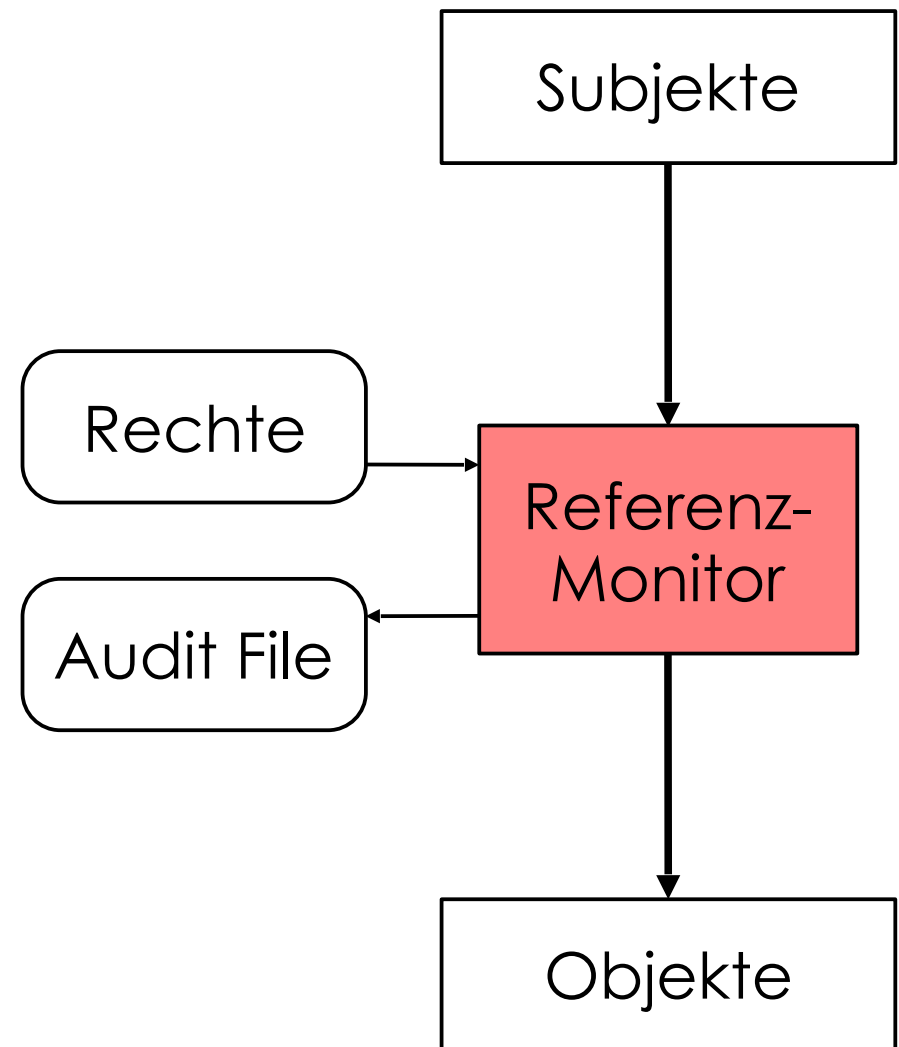 Subjekte
Rechte
Referenz-
Monitor
Audit File
Objekte